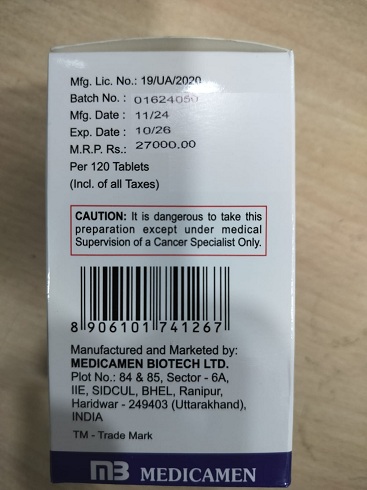 Mfg. Lic. No.: 19/UA/2020
Batch No. : 01624050
Mfg. Date : 11/24
Exp. Date : 10/26
M.R.P. Rs.: 27000.00
Per 120 Tablets
(Incl. of all Taxes)
CAUTION: It is dangerous to take this
preparation except under medical
Supervision of a Cancer Specialist Only.
8 906101 741267
Manufactured and Marketed by:
MEDICAMEN BIOTECH LTD.
Plot No.: 84 & 85, Sector - 6A,
IIE, SIDCUL, BHEL, Ranipur,
Haridwar - 249403 (Uttarakhand),
INDIA
TM - Trade Mark
MB MEDICAMEN